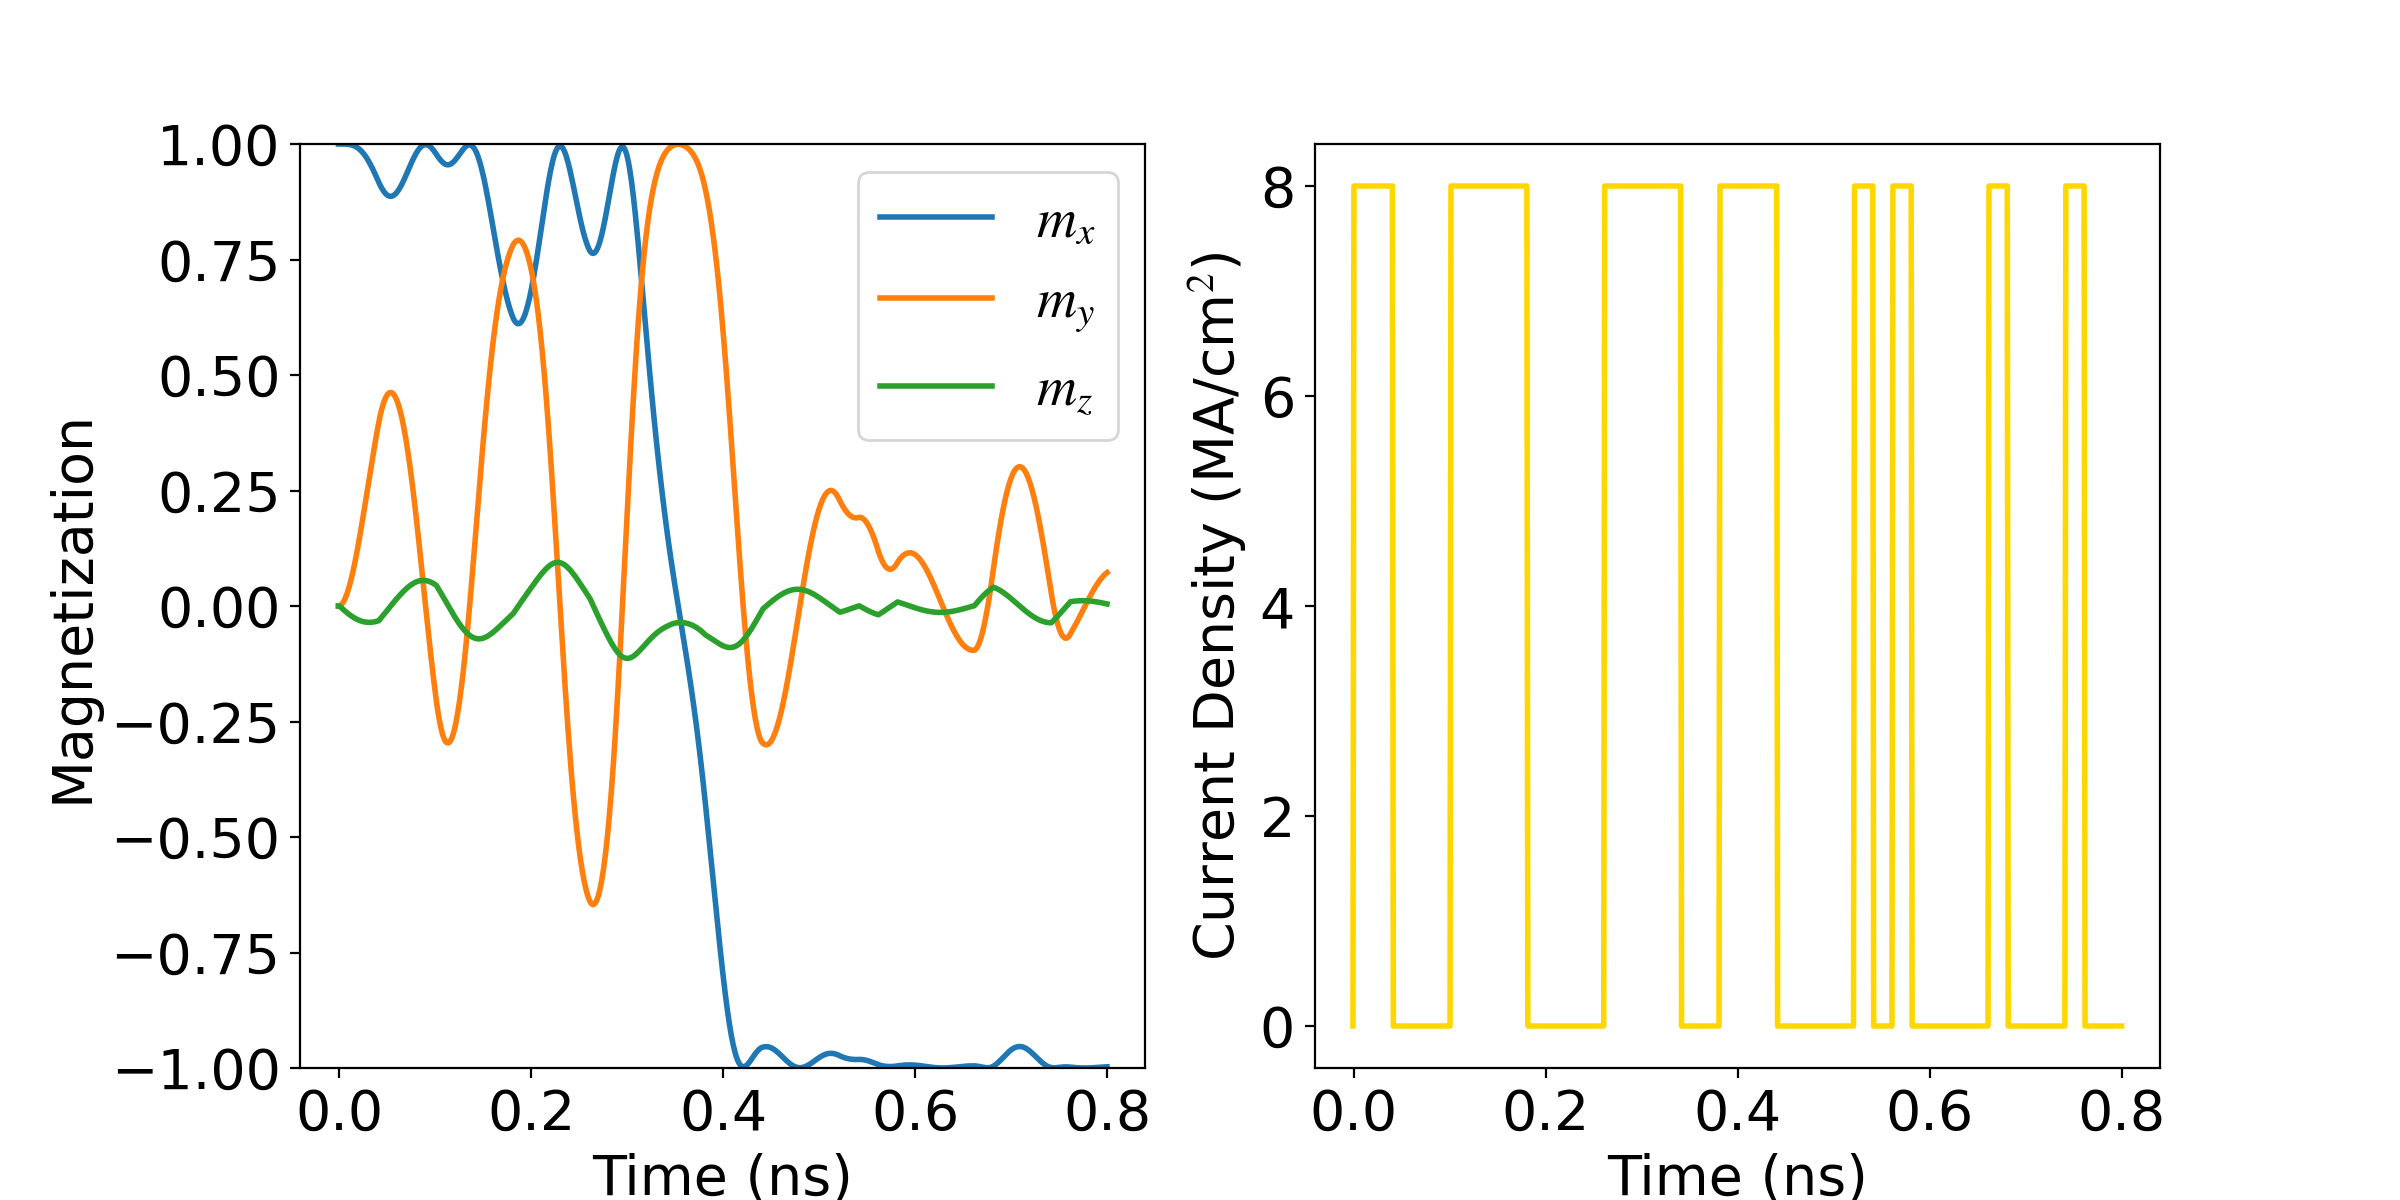 Magnetization
1.00
0.75
0.50
0.25
0.00
−0.25
−0.50
−0.75
−1.00
0.0 0.2 0.4 0.6 0.8
Time (ns)
m_x
m_y
m_z
Current Density (MA/cm²)
8
6
4
2
0
0.0 0.2 0.4 0.6 0.8
Time (ns)